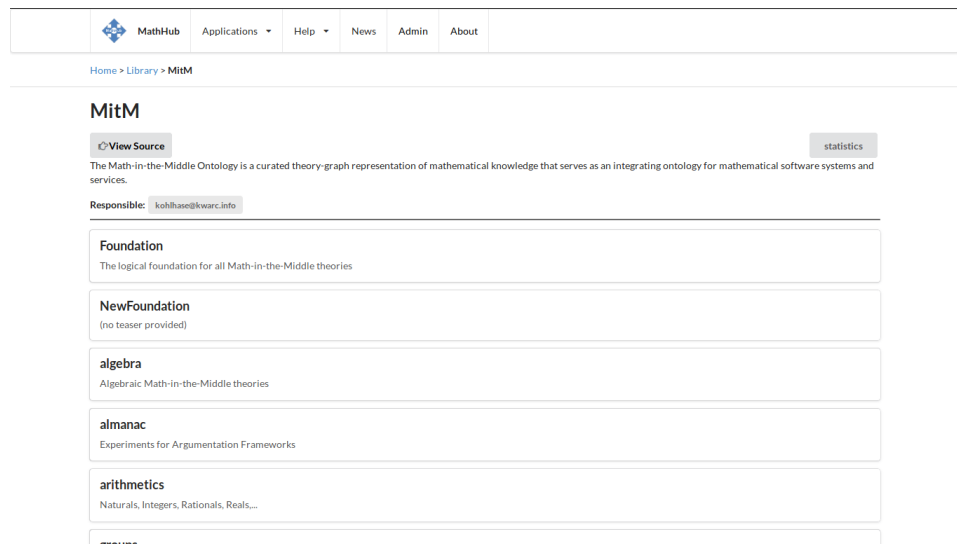 MathHub Applications Help News Admin About
Home > Library > MitM
MitM
View Source statistics
The Math-in-the-Middle Ontology is a curated theory-graph representation of mathematical knowledge that serves as an integrating ontology for mathematical software systems and
services.
Responsible: kohlhase@kwarc.info
Foundation
The logical foundation for all Math-in-the-Middle theories
NewFoundation
(no teaser provided)
algebra
Algebraic Math-in-the-Middle theories
almanac
Experiments for Argumentation Frameworks
arithmetics
Naturals, Integers, Rationals, Reals,...
groups